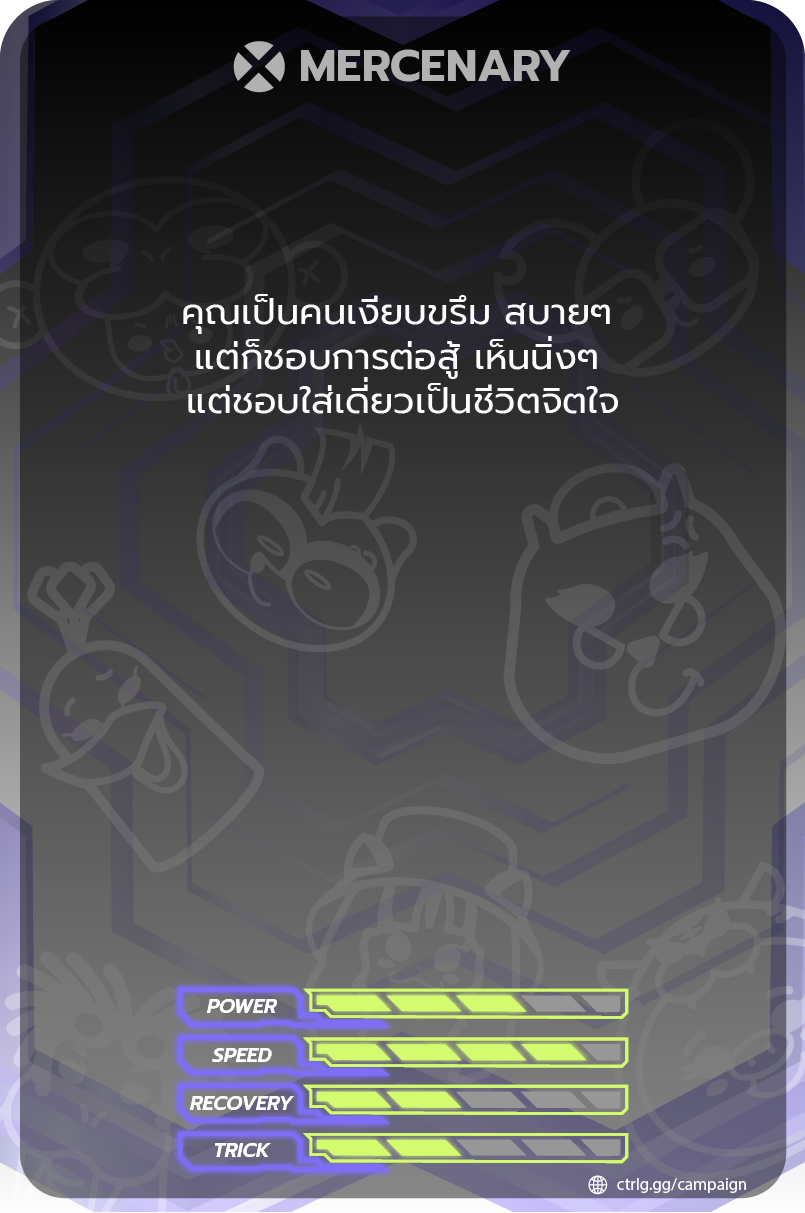 MERCENARY
คุณเป็นคนเงียบขรึม สบายๆ
แต่ก็ชอบการต่อสู้ เห็นนิ่งๆ
แต่ชอบใส่เดี่ยวเป็นชีวิตจิตใจ
POWER
SPEED
RECOVERY
TRICK
ctrlg.gg/campaign